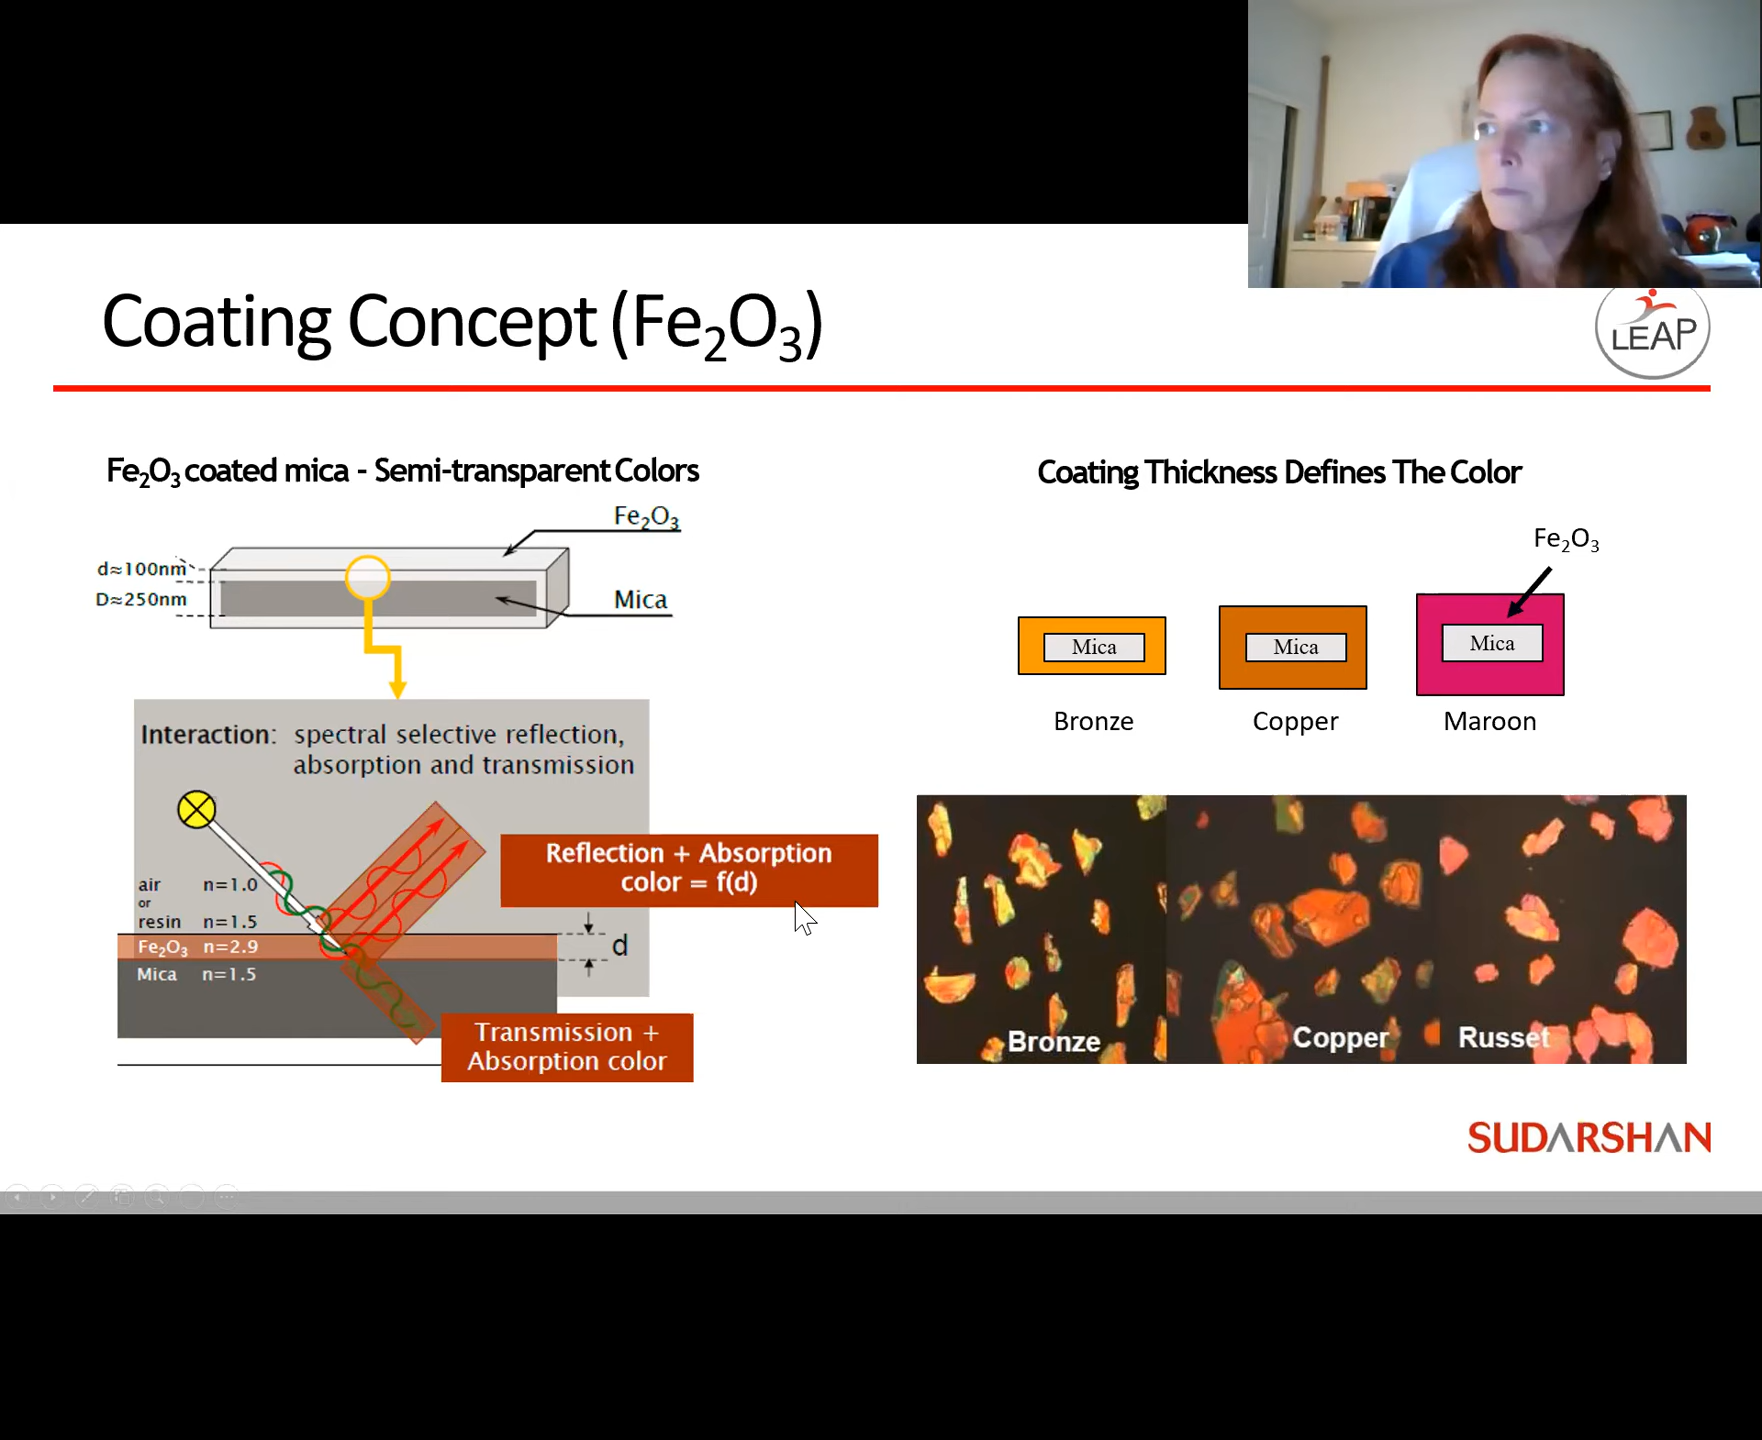 LEAP
Coating Concept (Fe₂O₃)
Fe₂O₃ coated mica - Semi-transparent Colors
Fe₂O₃
d≈100nm
D≈250nm
Mica
Interaction: spectral selective reflection,
absorption and transmission
Reflection + Absorption
color = f(d)
air n=1.0
or
resin n=1.5
Fe₂O₃ n=2.9
Mica n=1.5
d
Transmission +
Absorption color
Coating Thickness Defines The Color
Fe₂O₃
Mica
Mica
Mica
Bronze
Copper
Maroon
Bronze
Copper
Russet
SUDARSHAN